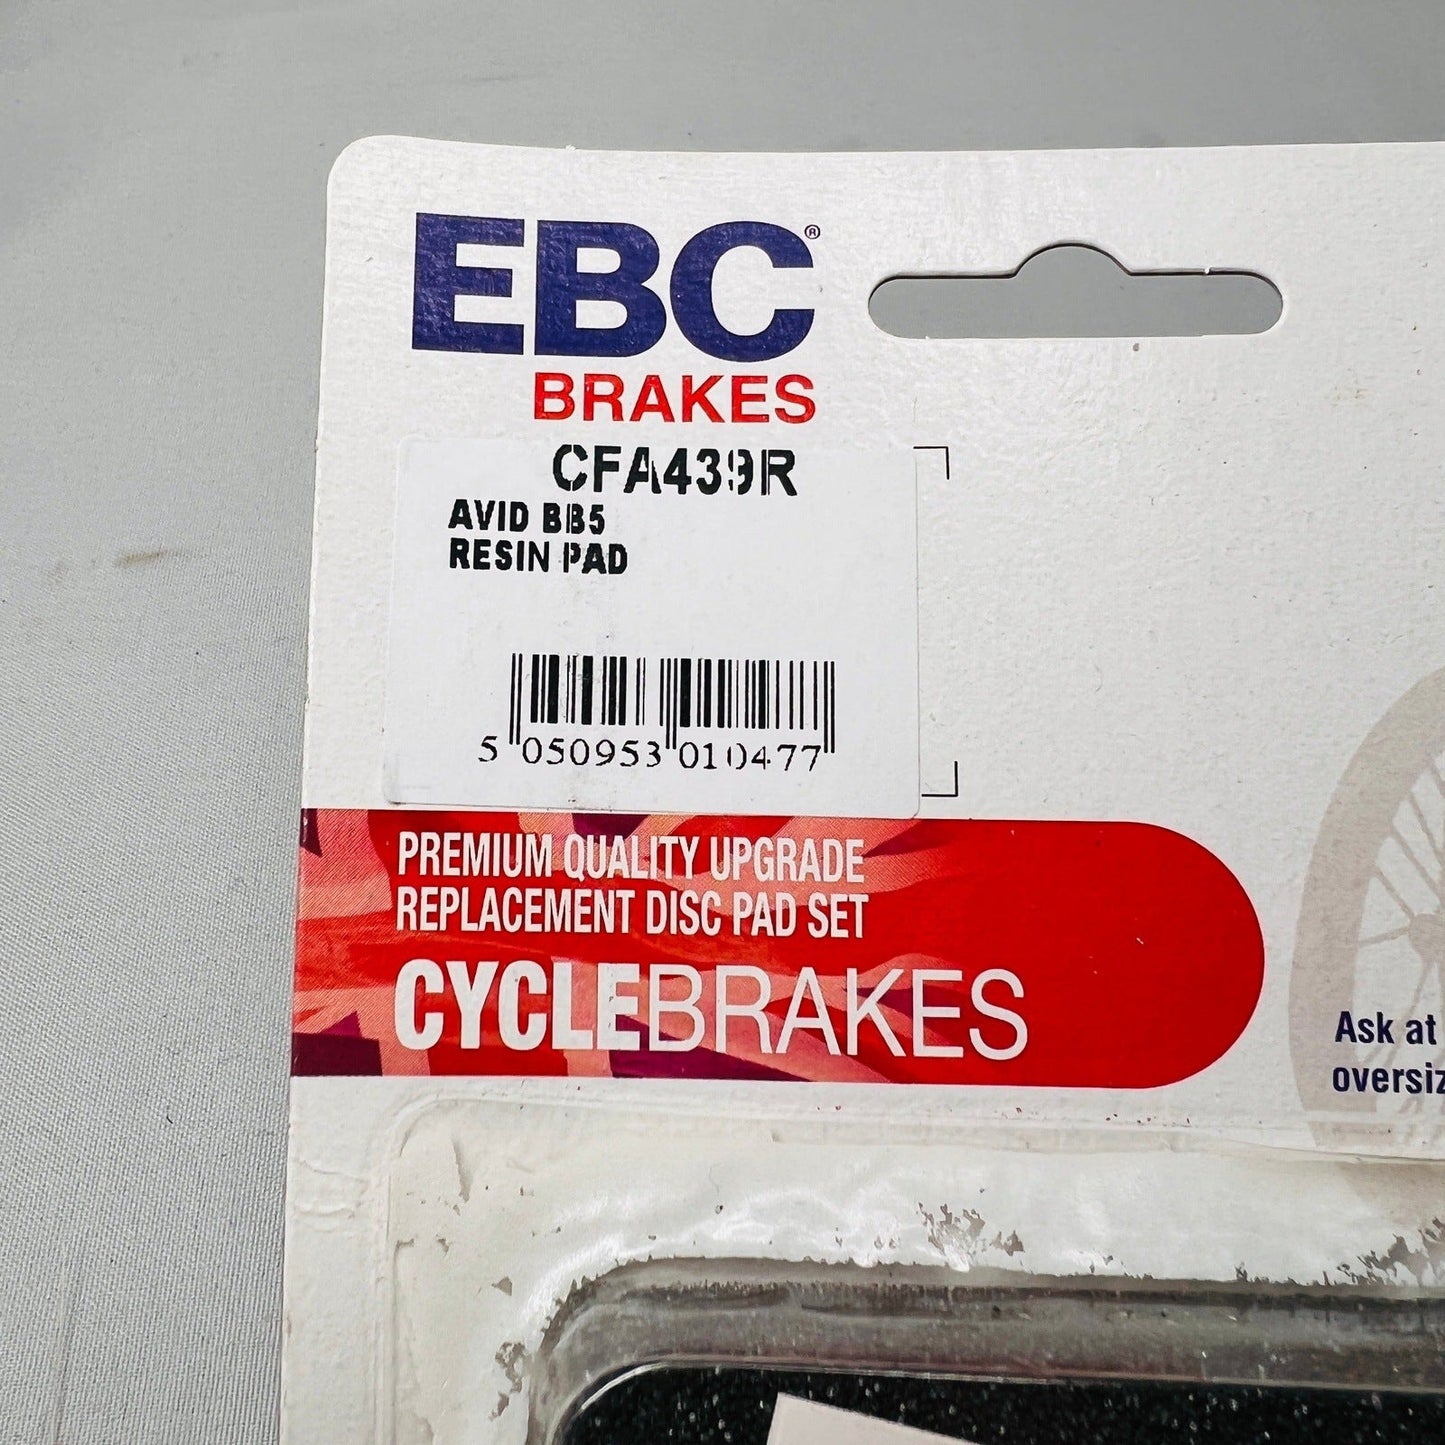 EBC®
BRAKES
CFA439R
AVID BB5
RESIN PAD
5 050953 010477
PREMIUM QUALITY UPGRADE
REPLACEMENT DISC PAD SET
CYCLEBRAKES
Ask at